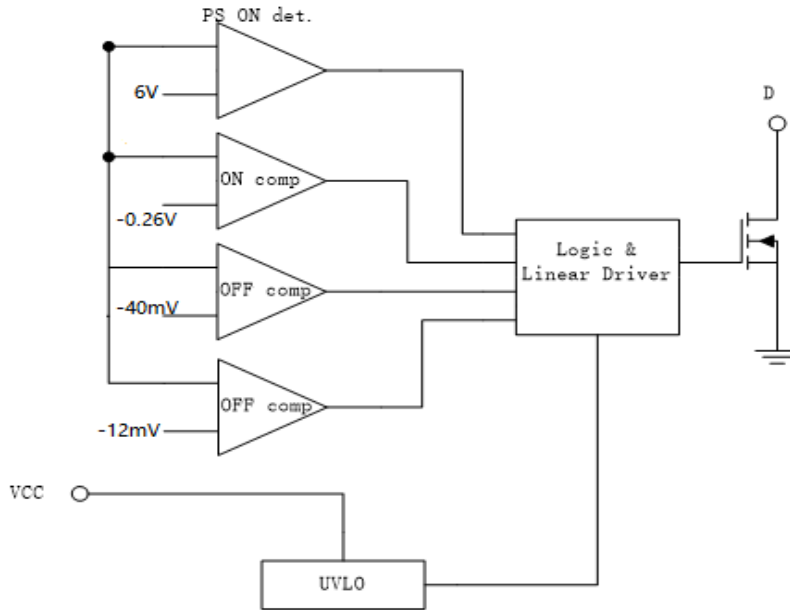 PS ON det.
6V
D
ON comp
-0.26V
Logic &
Linear Driver
OFF comp
-40mV
OFF comp
-12mV
VCC
UVLO